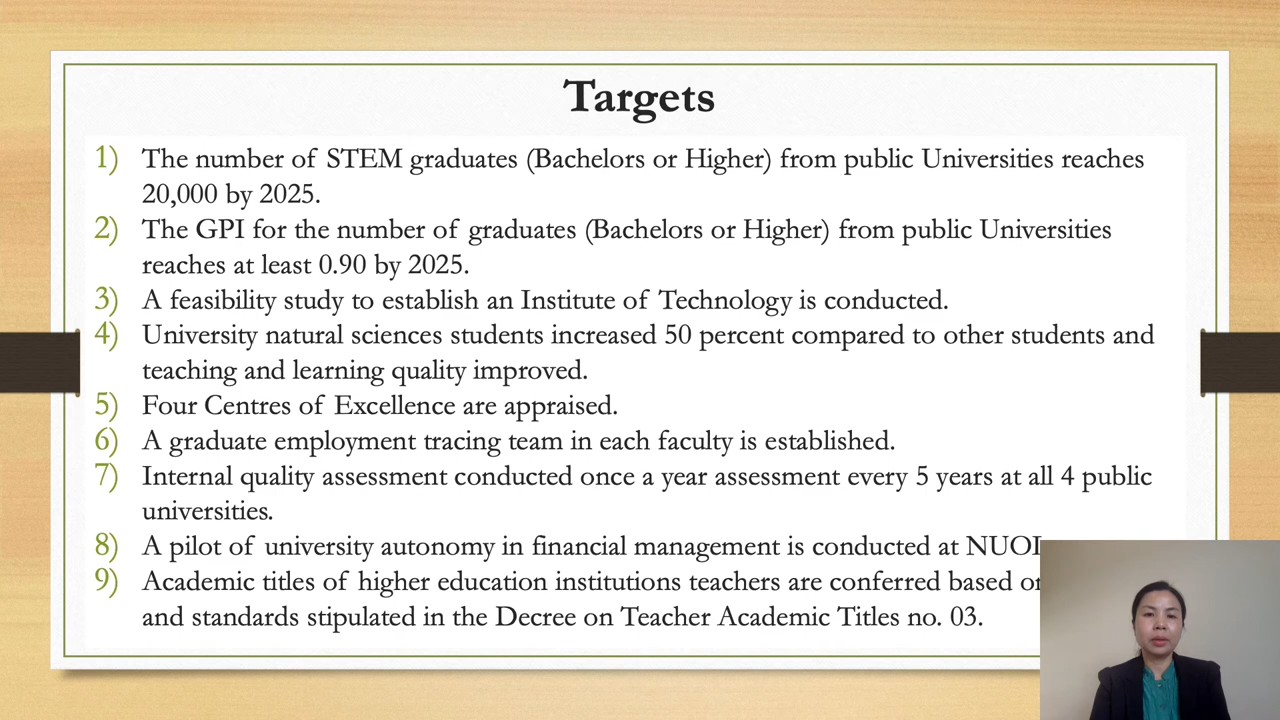 Targets
1) The number of STEM graduates (Bachelors or Higher) from public Universities reaches
20,000 by 2025.
2) The GPI for the number of graduates (Bachelors or Higher) from public Universities
reaches at least 0.90 by 2025.
3) A feasibility study to establish an Institute of Technology is conducted.
4) University natural sciences students increased 50 percent compared to other students and
teaching and learning quality improved.
5) Four Centres of Excellence are appraised.
6) A graduate employment tracing team in each faculty is established.
7) Internal quality assessment conducted once a year assessment every 5 years at all 4 public
universities.
8) A pilot of university autonomy in financial management is conducted at
9) Academic titles of higher education institutions teachers are conferred based
and standards stipulated in the Decree on Teacher Academic Titles no. 03.